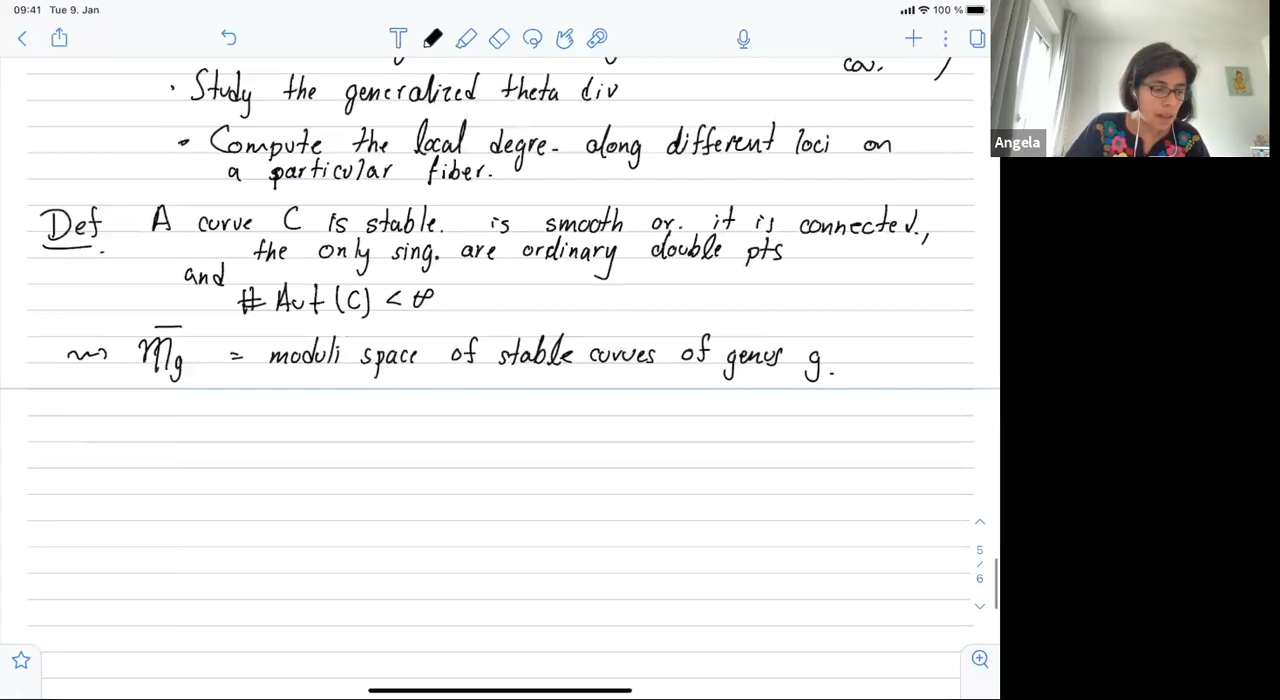 09:41 Tue 9. Jan
100 %
cov.
· Study the generalized theta div
• Compute the local degre- along different loci on
a particular fiber.
Angela
Def A curve C is stable. is smooth or. it is connected,
the only sing. are ordinary double pts
and
# Aut (C) < ∞
⇝ M̅g = moduli space of stable curves of genus g.
5
/
6